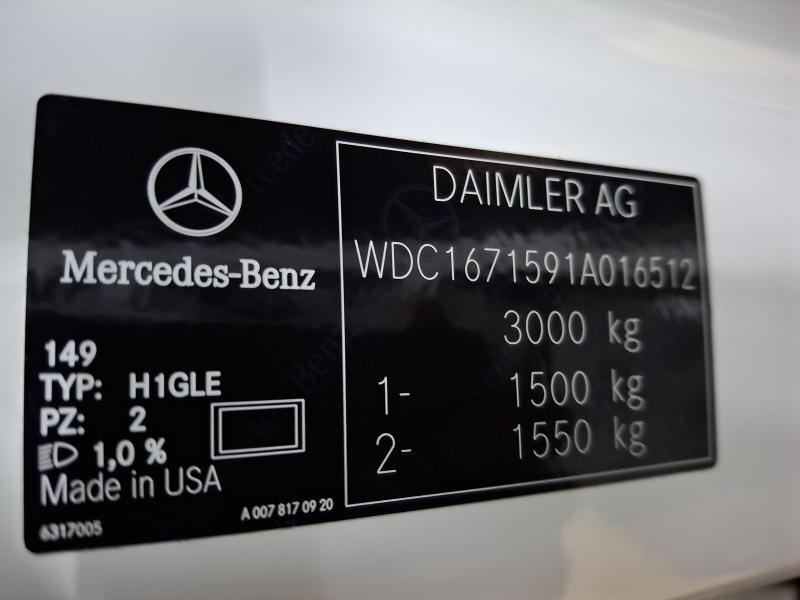 Mercedes-Benz
149
TYP: H1GLE
PZ: 2
1,0 %
Made in USA
6317005
A 007 817 09 20
DAIMLER AG
WDC1671591A016512
3000 kg
1- 1500 kg
2- 1550 kg